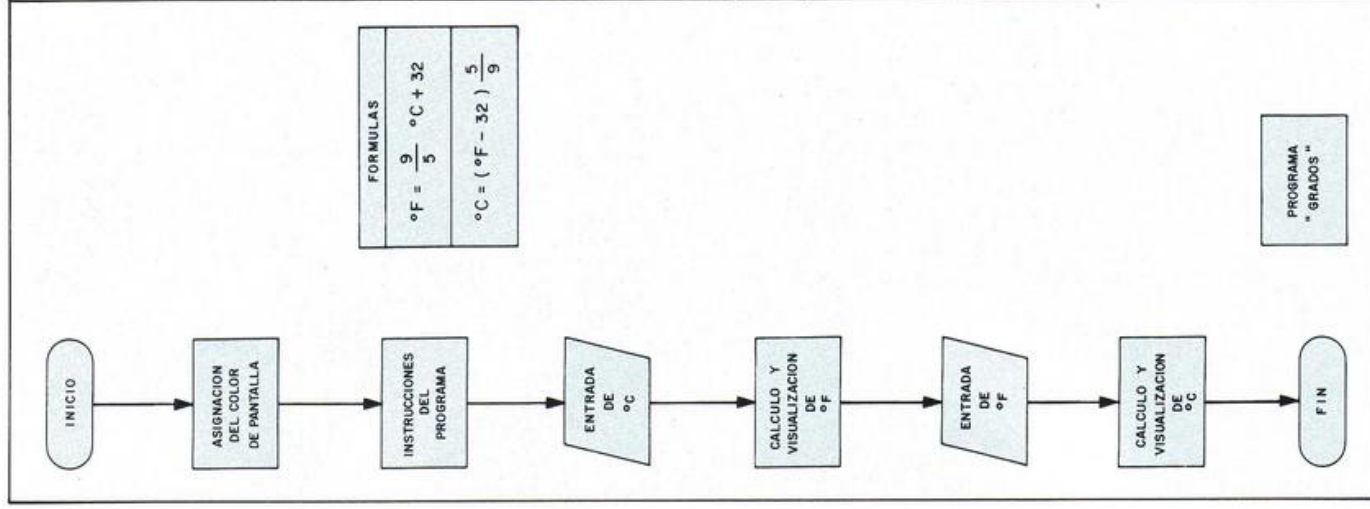 INICIO
ASIGNACION
DEL COLOR
DE PANTALLA
INSTRUCCIONES
DEL
PROGRAMA
ENTRADA
DE
°C
CALCULO Y
VISUALIZACION
DE
°F
ENTRADA
DE
°F
CALCULO Y
VISUALIZACION
DE
°C
FIN
FORMULAS
°F = 9/5 °C + 32
°C = ( °F - 32 ) 5/9
PROGRAMA
" GRADOS "